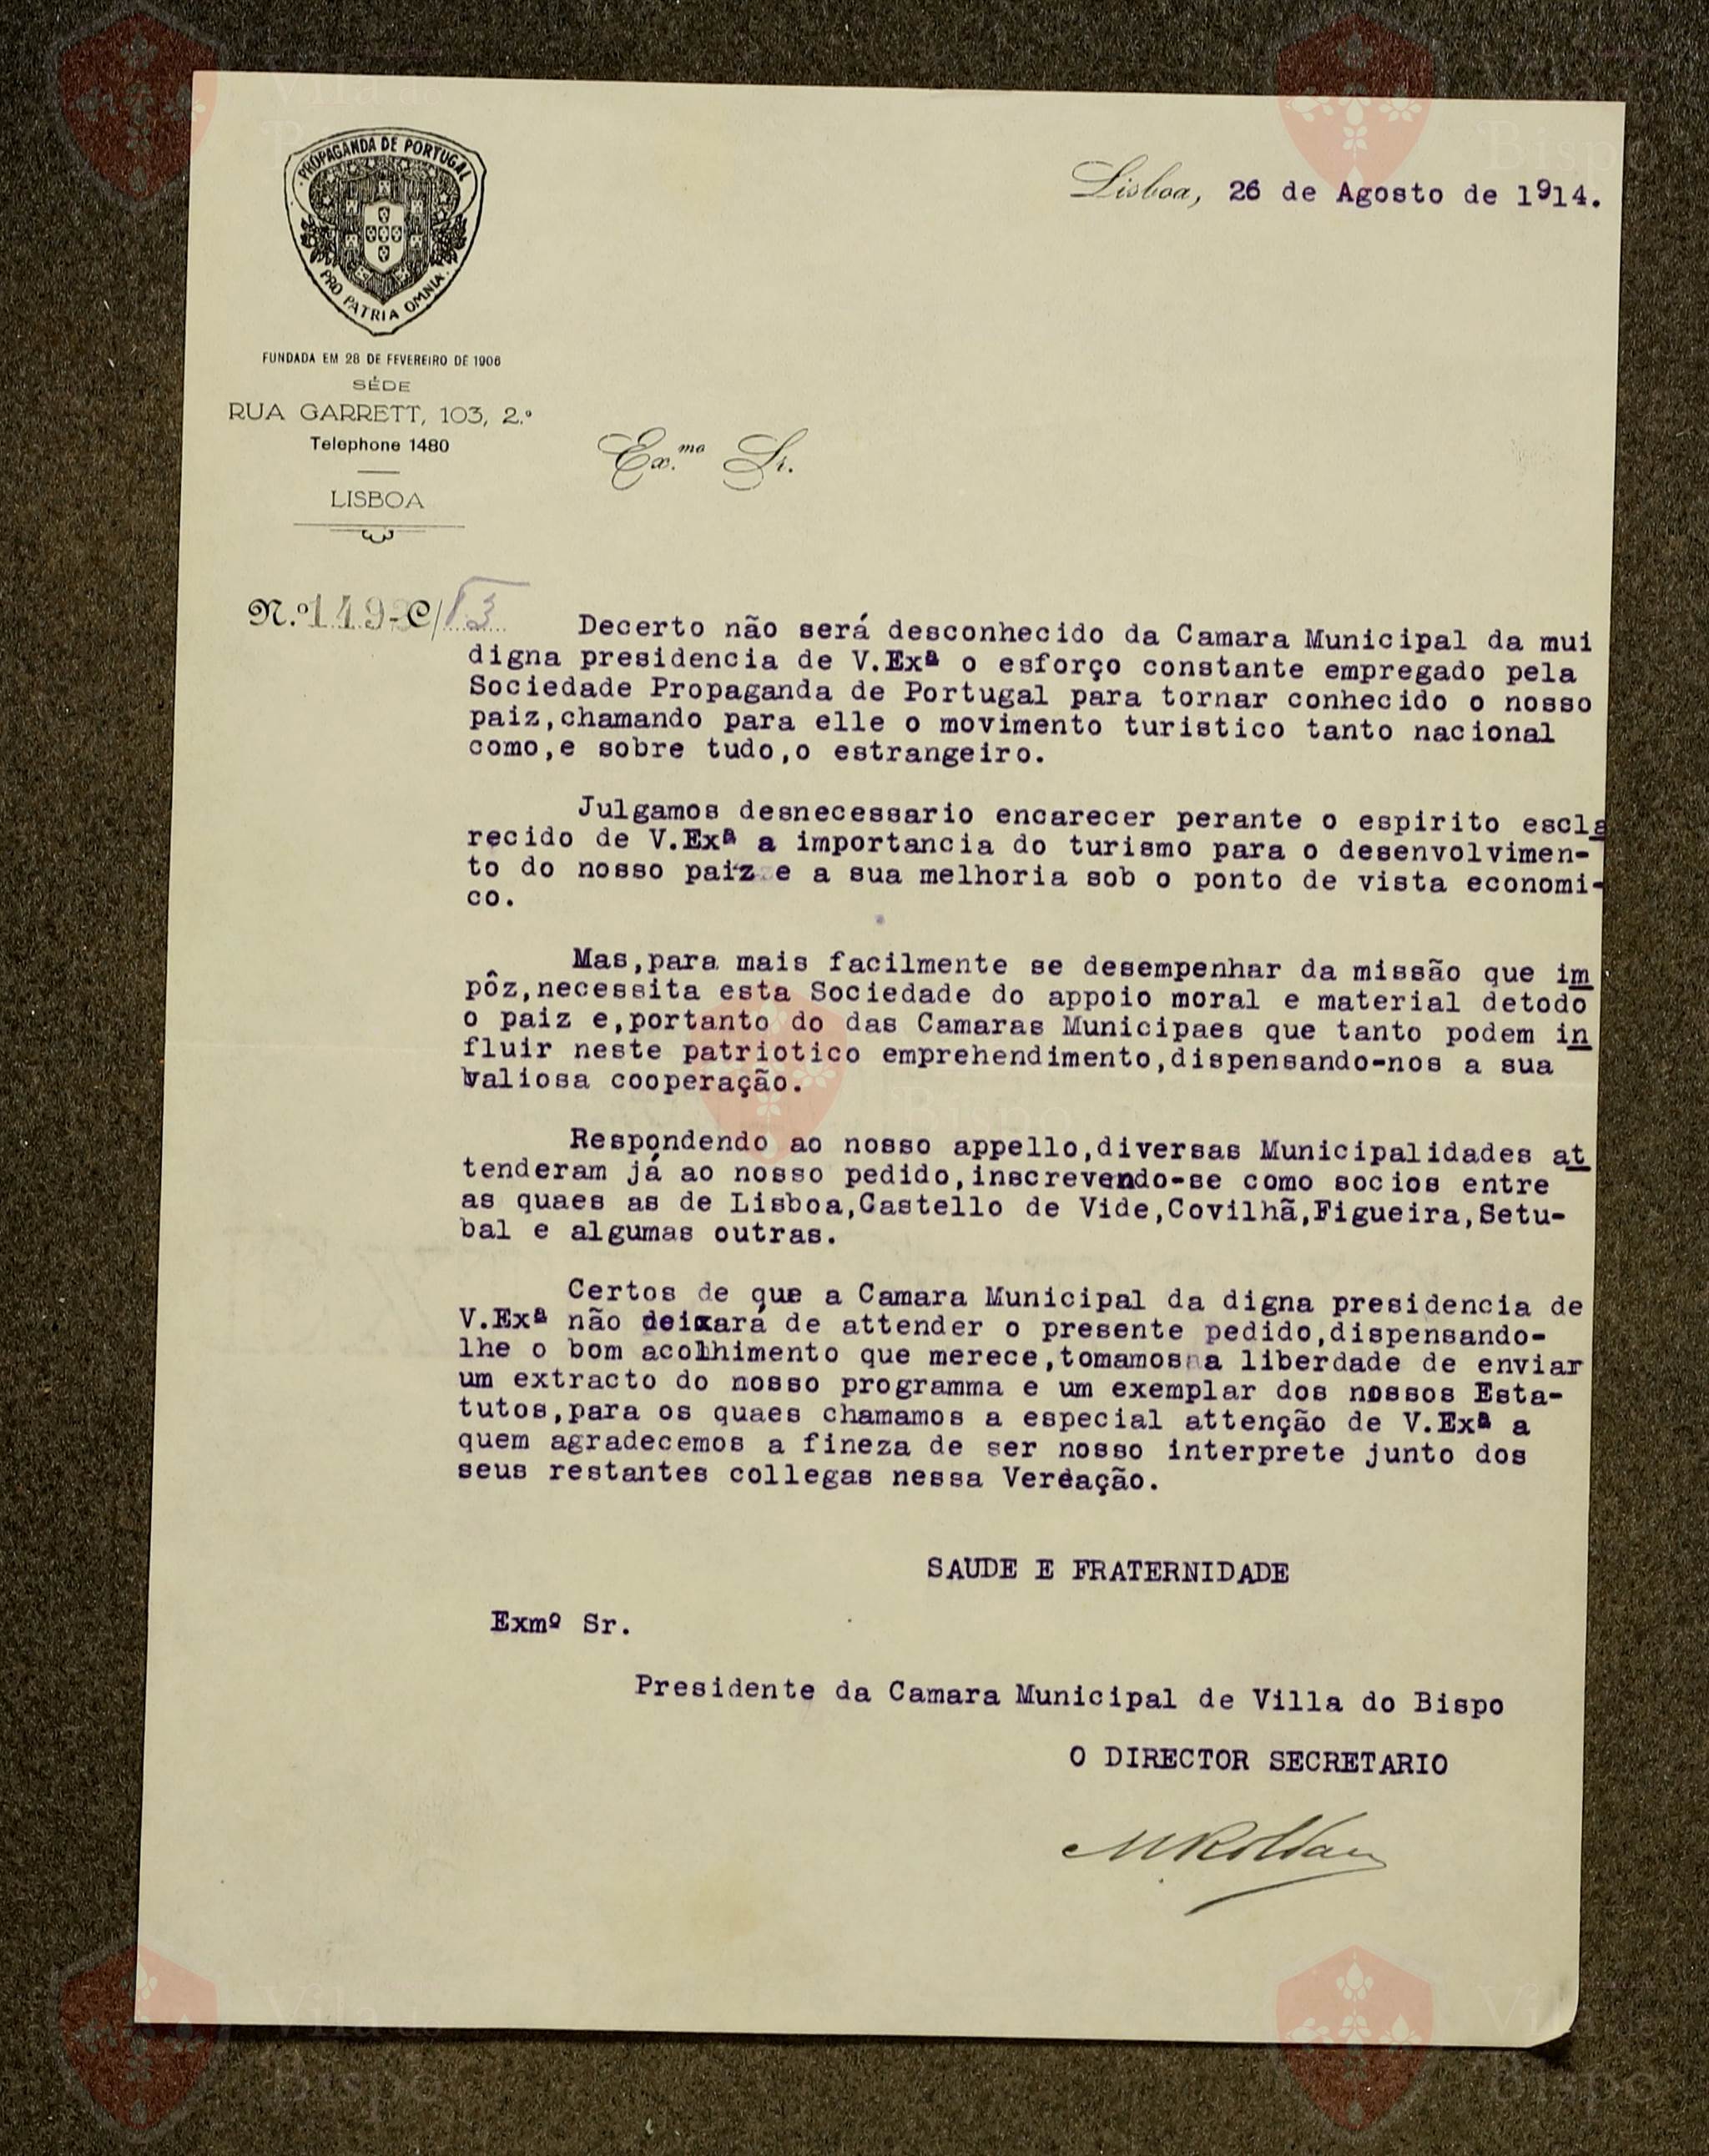 PROPAGANDA DE PORTUGAL
PRO PATRIA OMNIA
FUNDADA EM 28 DE FEVEREIRO DE 1906
SÉDE
RUA GARRETT, 103, 2.º
Telephone 1480
LISBOA
Lisboa, 26 de Agosto de 1914.
Ex.mo Sr.
N.º 149 -C/13
Decerto não será desconhecido da Camara Municipal da mui
digna presidencia de V.Exª o esforço constante empregado pela
Sociedade Propaganda de Portugal para tornar conhecido o nosso
paiz,chamando para elle o movimento turistico tanto nacional
como,e sobre tudo,o estrangeiro.
Julgamos desnecessario encarecer perante o espirito escla
recido de V.Exª a importancia do turismo para o desenvolvimen-
to do nosso paiz e a sua melhoria sob o ponto de vista economi-
co.
Mas,para mais facilmente se desempenhar da missão que im
pôz,necessita esta Sociedade do appoio moral e material detodo
o paiz e,portanto do das Camaras Municipaes que tanto podem in
fluir neste patriotico emprehendimento,dispensando-nos a sua
valiosa cooperação.
Respondendo ao nosso appello,diversas Municipalidades at
tenderam já ao nosso pedido,inscrevendo-se como socios entre
as quaes as de Lisboa,Castello de Vide,Covilhã,Figueira,Setu-
bal e algumas outras.
Certos de que a Camara Municipal da digna presidencia de
V.Exª não deixará de attender o presente pedido,dispensando-
lhe o bom acolhimento que merece,tomamos a liberdade de enviar
um extracto do nosso programma e um exemplar dos nossos Esta-
tutos,para os quaes chamamos a especial attenção de V.Exª a
quem agradecemos a fineza de ser nosso interprete junto dos
seus restantes collegas nessa Vereação.
SAUDE E FRATERNIDADE
Exmº Sr.
Presidente da Camara Municipal de Villa do Bispo
O DIRECTOR SECRETARIO
Vila do
Bispo